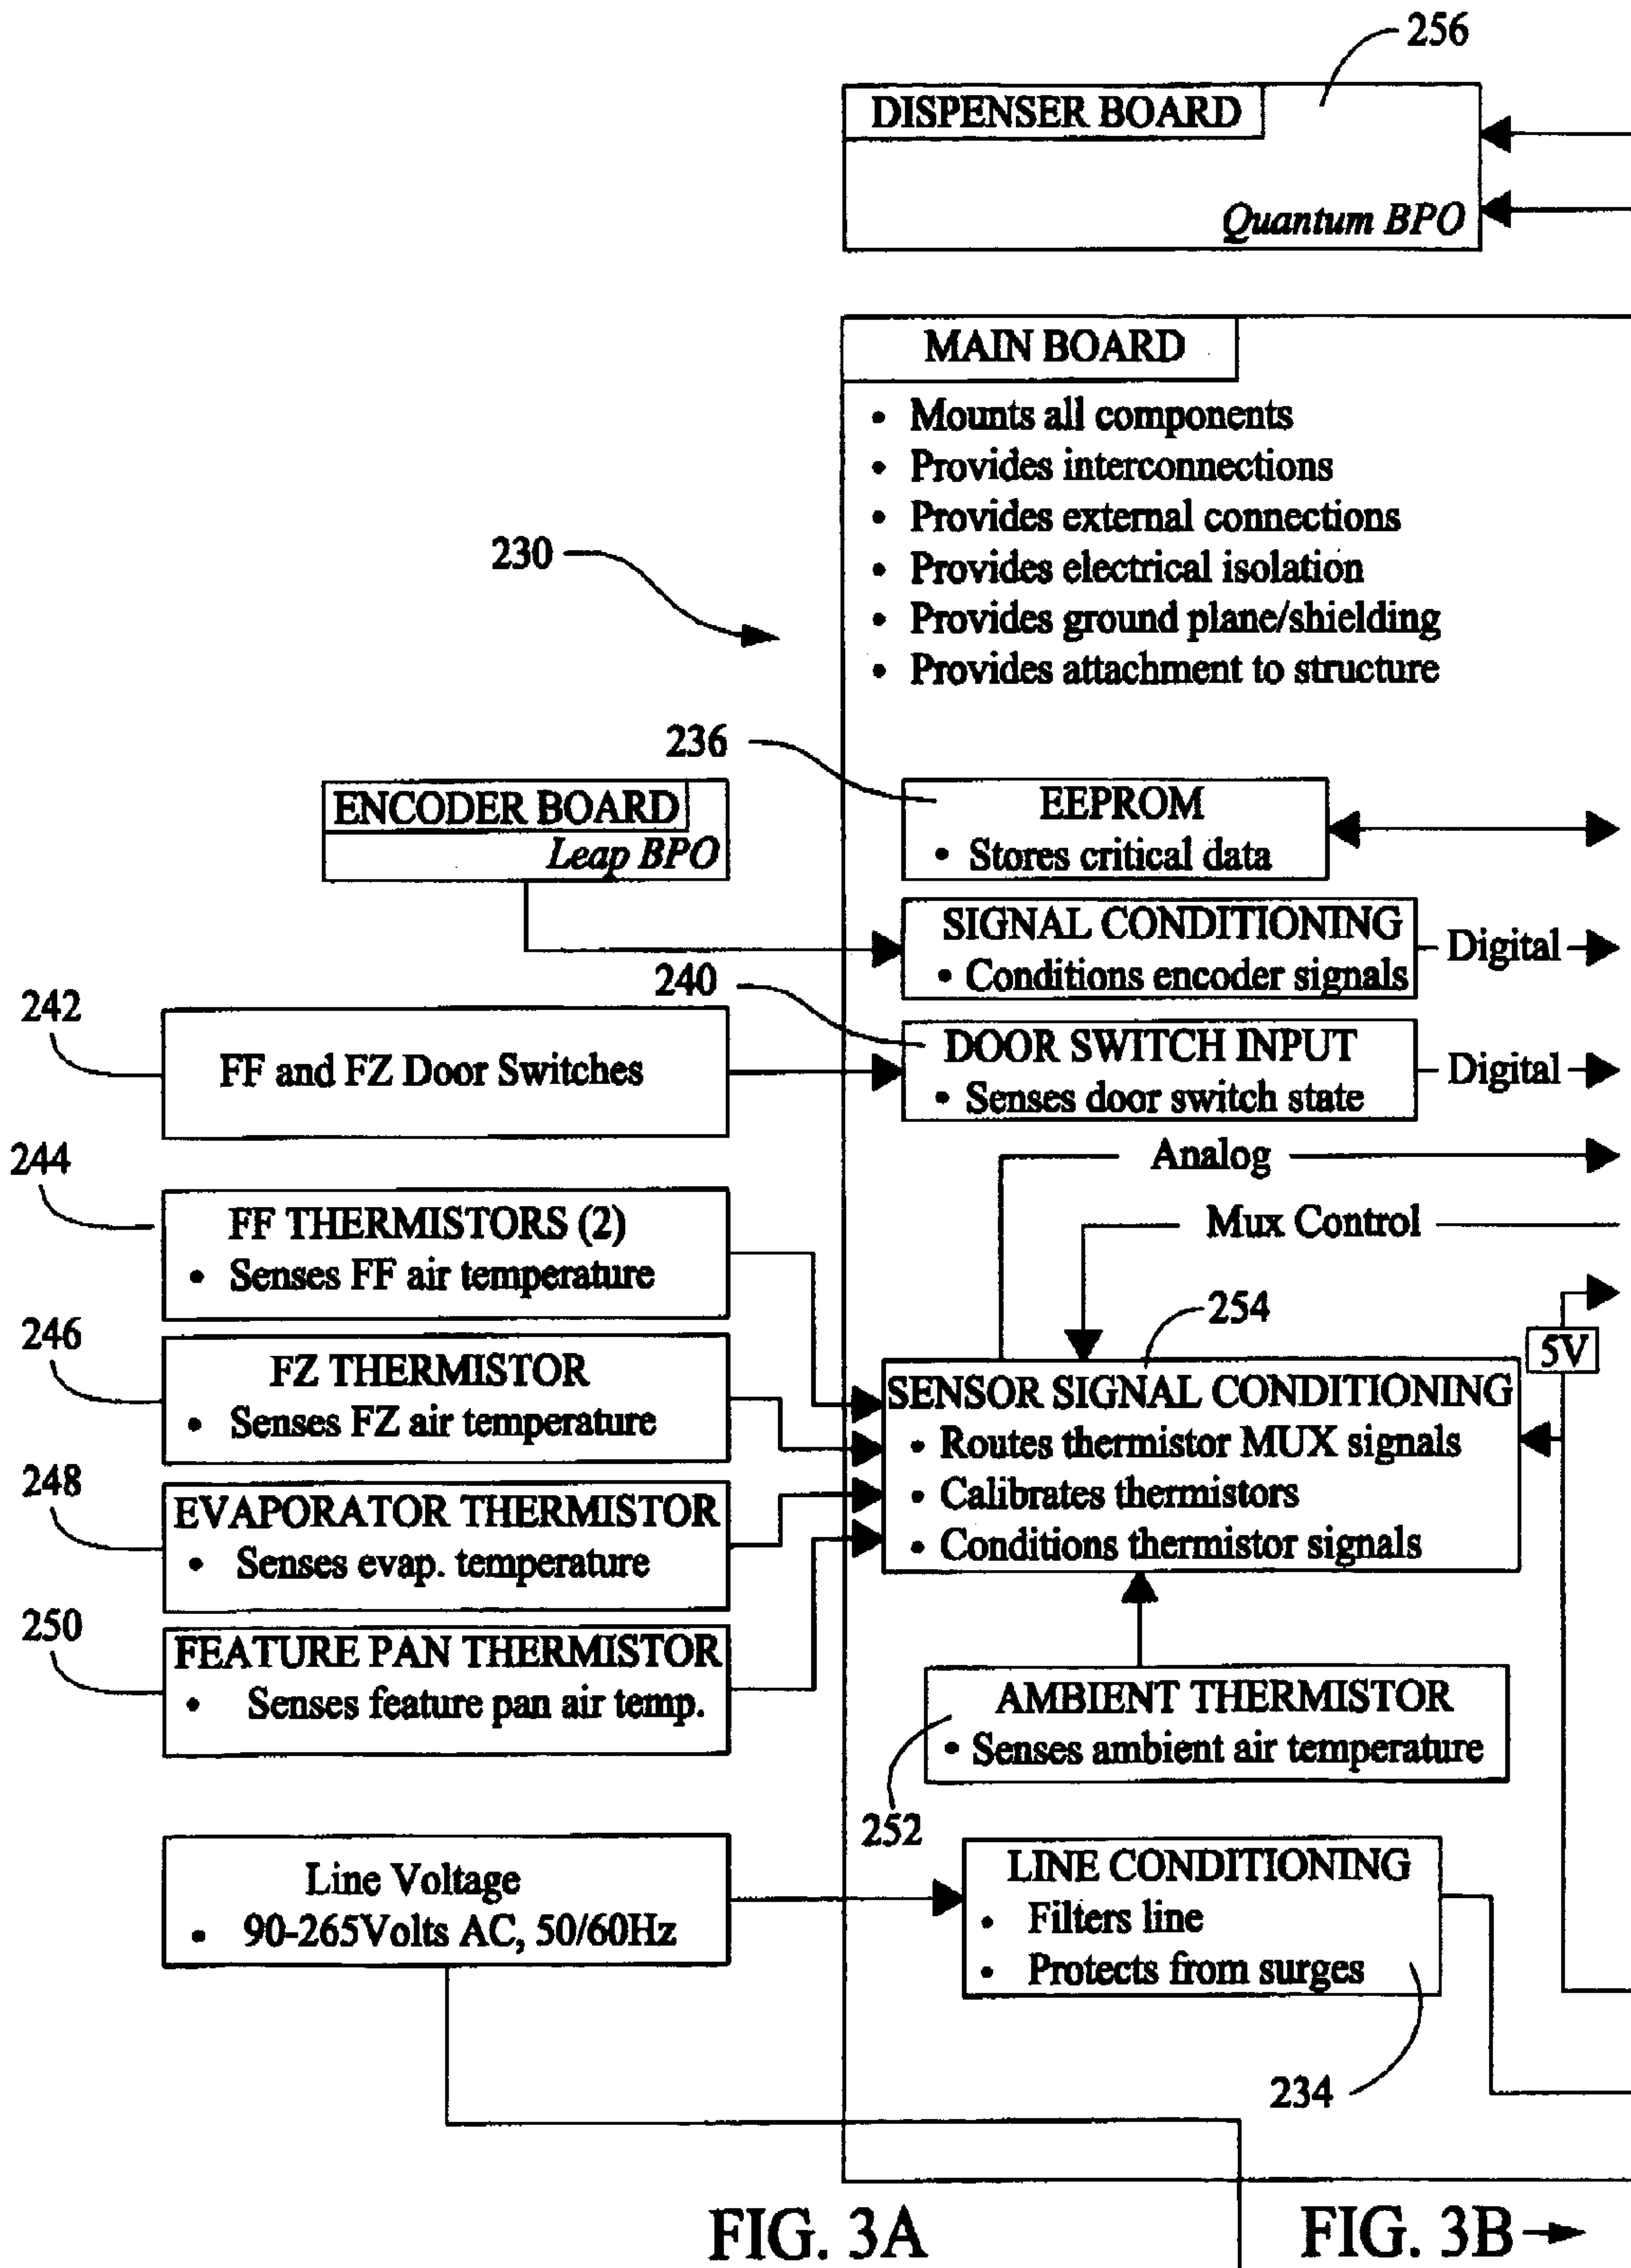 256
DISPENSER BOARD
Quantum BPO
MAIN BOARD
• Mounts all components
• Provides interconnections
• Provides external connections
• Provides electrical isolation
• Provides ground plane/shielding
• Provides attachment to structure
230
236
ENCODER BOARD
Leap BPO
EEPROM
• Stores critical data
SIGNAL CONDITIONING
• Conditions encoder signals
Digital
240
242
FF and FZ Door Switches
DOOR SWITCH INPUT
• Senses door switch state
Digital
244
Analog
FF THERMISTORS (2)
• Senses FF air temperature
Mux Control
254
246
5V
FZ THERMISTOR
• Senses FZ air temperature
SENSOR SIGNAL CONDITIONING
• Routes thermistor MUX signals
• Calibrates thermistors
• Conditions thermistor signals
248
EVAPORATOR THERMISTOR
• Senses evap. temperature
250
FEATURE PAN THERMISTOR
• Senses feature pan air temp.
AMBIENT THERMISTOR
• Senses ambient air temperature
252
Line Voltage
• 90-265Volts AC, 50/60Hz
LINE CONDITIONING
• Filters line
• Protects from surges
234
FIG. 3A
FIG. 3B